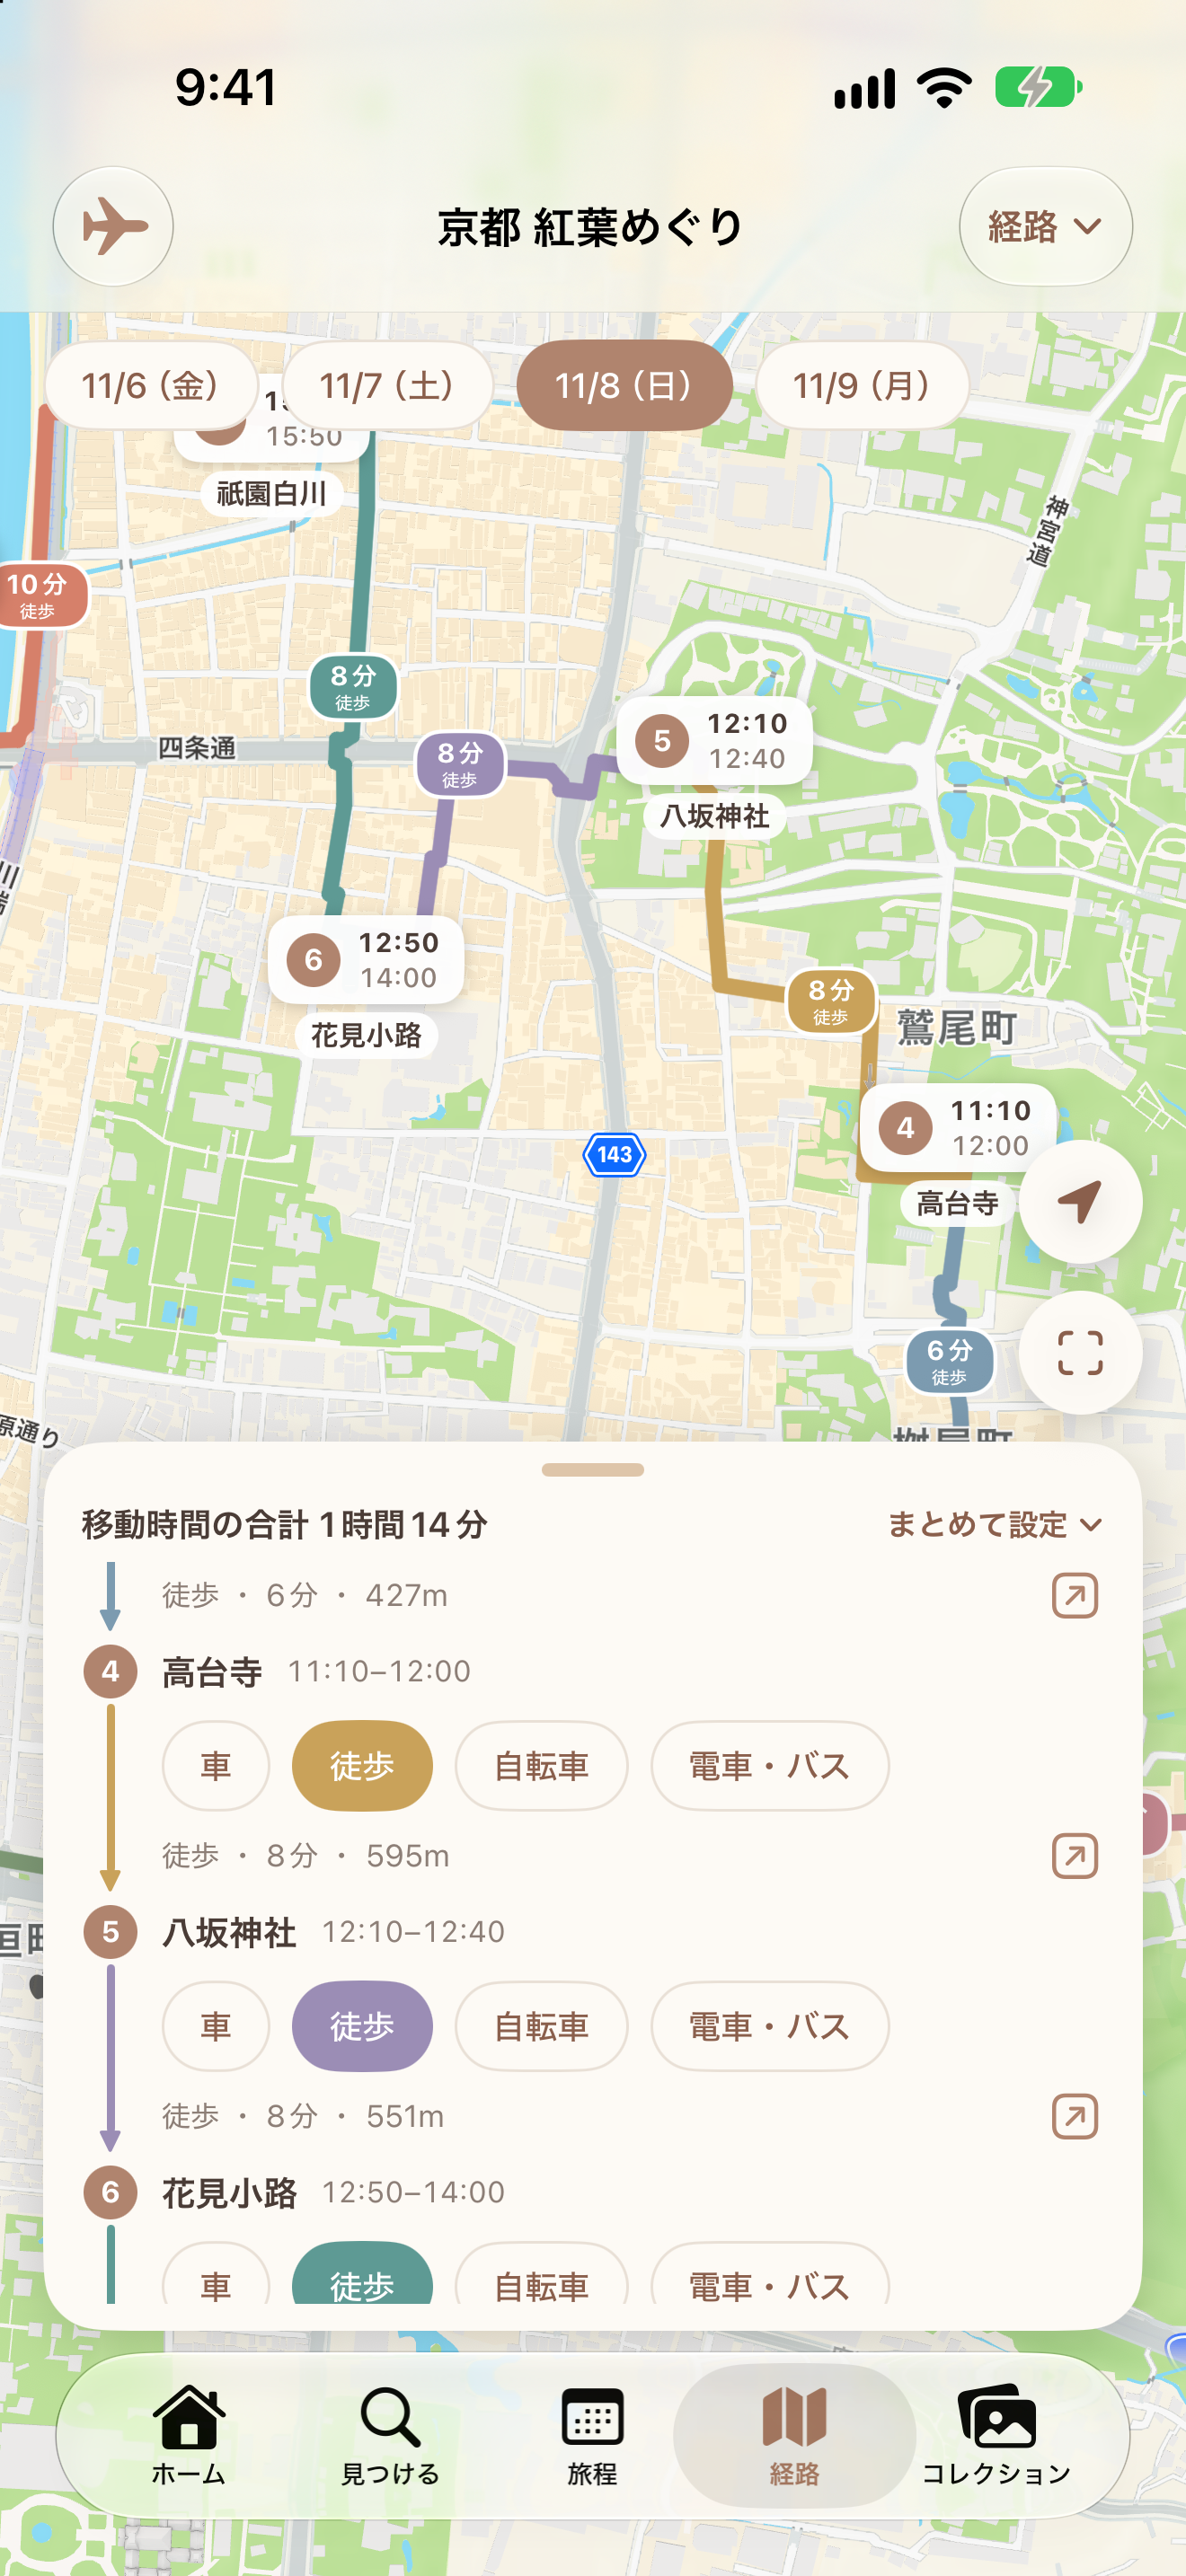 9:41
京都 紅葉めぐり
経路
11/6 (金)
11/7 (土)
11/8 (日)
11/9 (月)
15:50
祇園白川
神宮道
10分
徒歩
8分
徒歩
四条通
8分
徒歩
5
12:10
12:40
八坂神社
6
12:50
14:00
花見小路
8分
徒歩
鷲尾町
4
11:10
12:00
高台寺
143
6分
徒歩
原通り
移動時間の合計 1時間14分
まとめて設定
徒歩 ・ 6分 ・ 427m
4 高台寺 11:10–12:00
車 徒歩 自転車 電車・バス
徒歩 ・ 8分 ・ 595m
5 八坂神社 12:10–12:40
車 徒歩 自転車 電車・バス
徒歩 ・ 8分 ・ 551m
6 花見小路 12:50–14:00
車 徒歩 自転車 電車・バス
ホーム
見つける
旅程
経路
コレクション